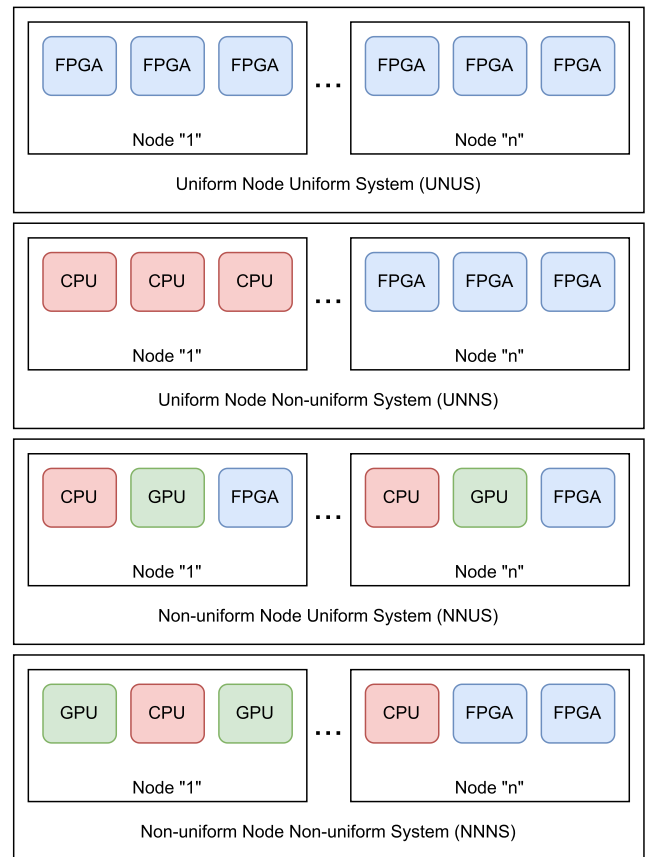 FPGA FPGA FPGA ... FPGA FPGA FPGA
Node "1" Node "n"
Uniform Node Uniform System (UNUS)
CPU CPU CPU ... FPGA FPGA FPGA
Node "1" Node "n"
Uniform Node Non-uniform System (UNNS)
CPU GPU FPGA ... CPU GPU FPGA
Node "1" Node "n"
Non-uniform Node Uniform System (NNUS)
GPU CPU GPU ... CPU FPGA FPGA
Node "1" Node "n"
Non-uniform Node Non-uniform System (NNNS)